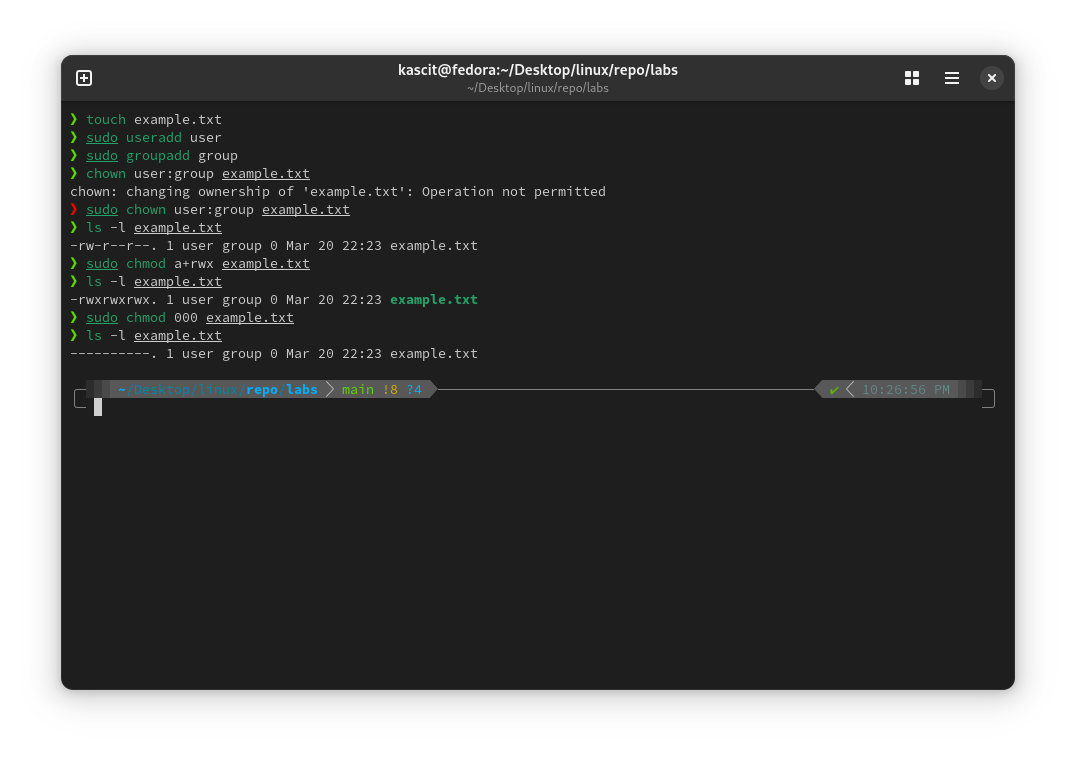 kascit@fedora:~/Desktop/linux/repo/labs
~/Desktop/linux/repo/labs
❯ touch example.txt
❯ sudo useradd user
❯ sudo groupadd group
❯ chown user:group example.txt
chown: changing ownership of 'example.txt': Operation not permitted
❯ sudo chown user:group example.txt
❯ ls -l example.txt
-rw-r--r--. 1 user group 0 Mar 20 22:23 example.txt
❯ sudo chmod a+rwx example.txt
❯ ls -l example.txt
-rwxrwxrwx. 1 user group 0 Mar 20 22:23 example.txt
❯ sudo chmod 000 example.txt
❯ ls -l example.txt
----------. 1 user group 0 Mar 20 22:23 example.txt
~/Desktop/linux/repo/labs main !8 ?4 ✔ 10:26:56 PM